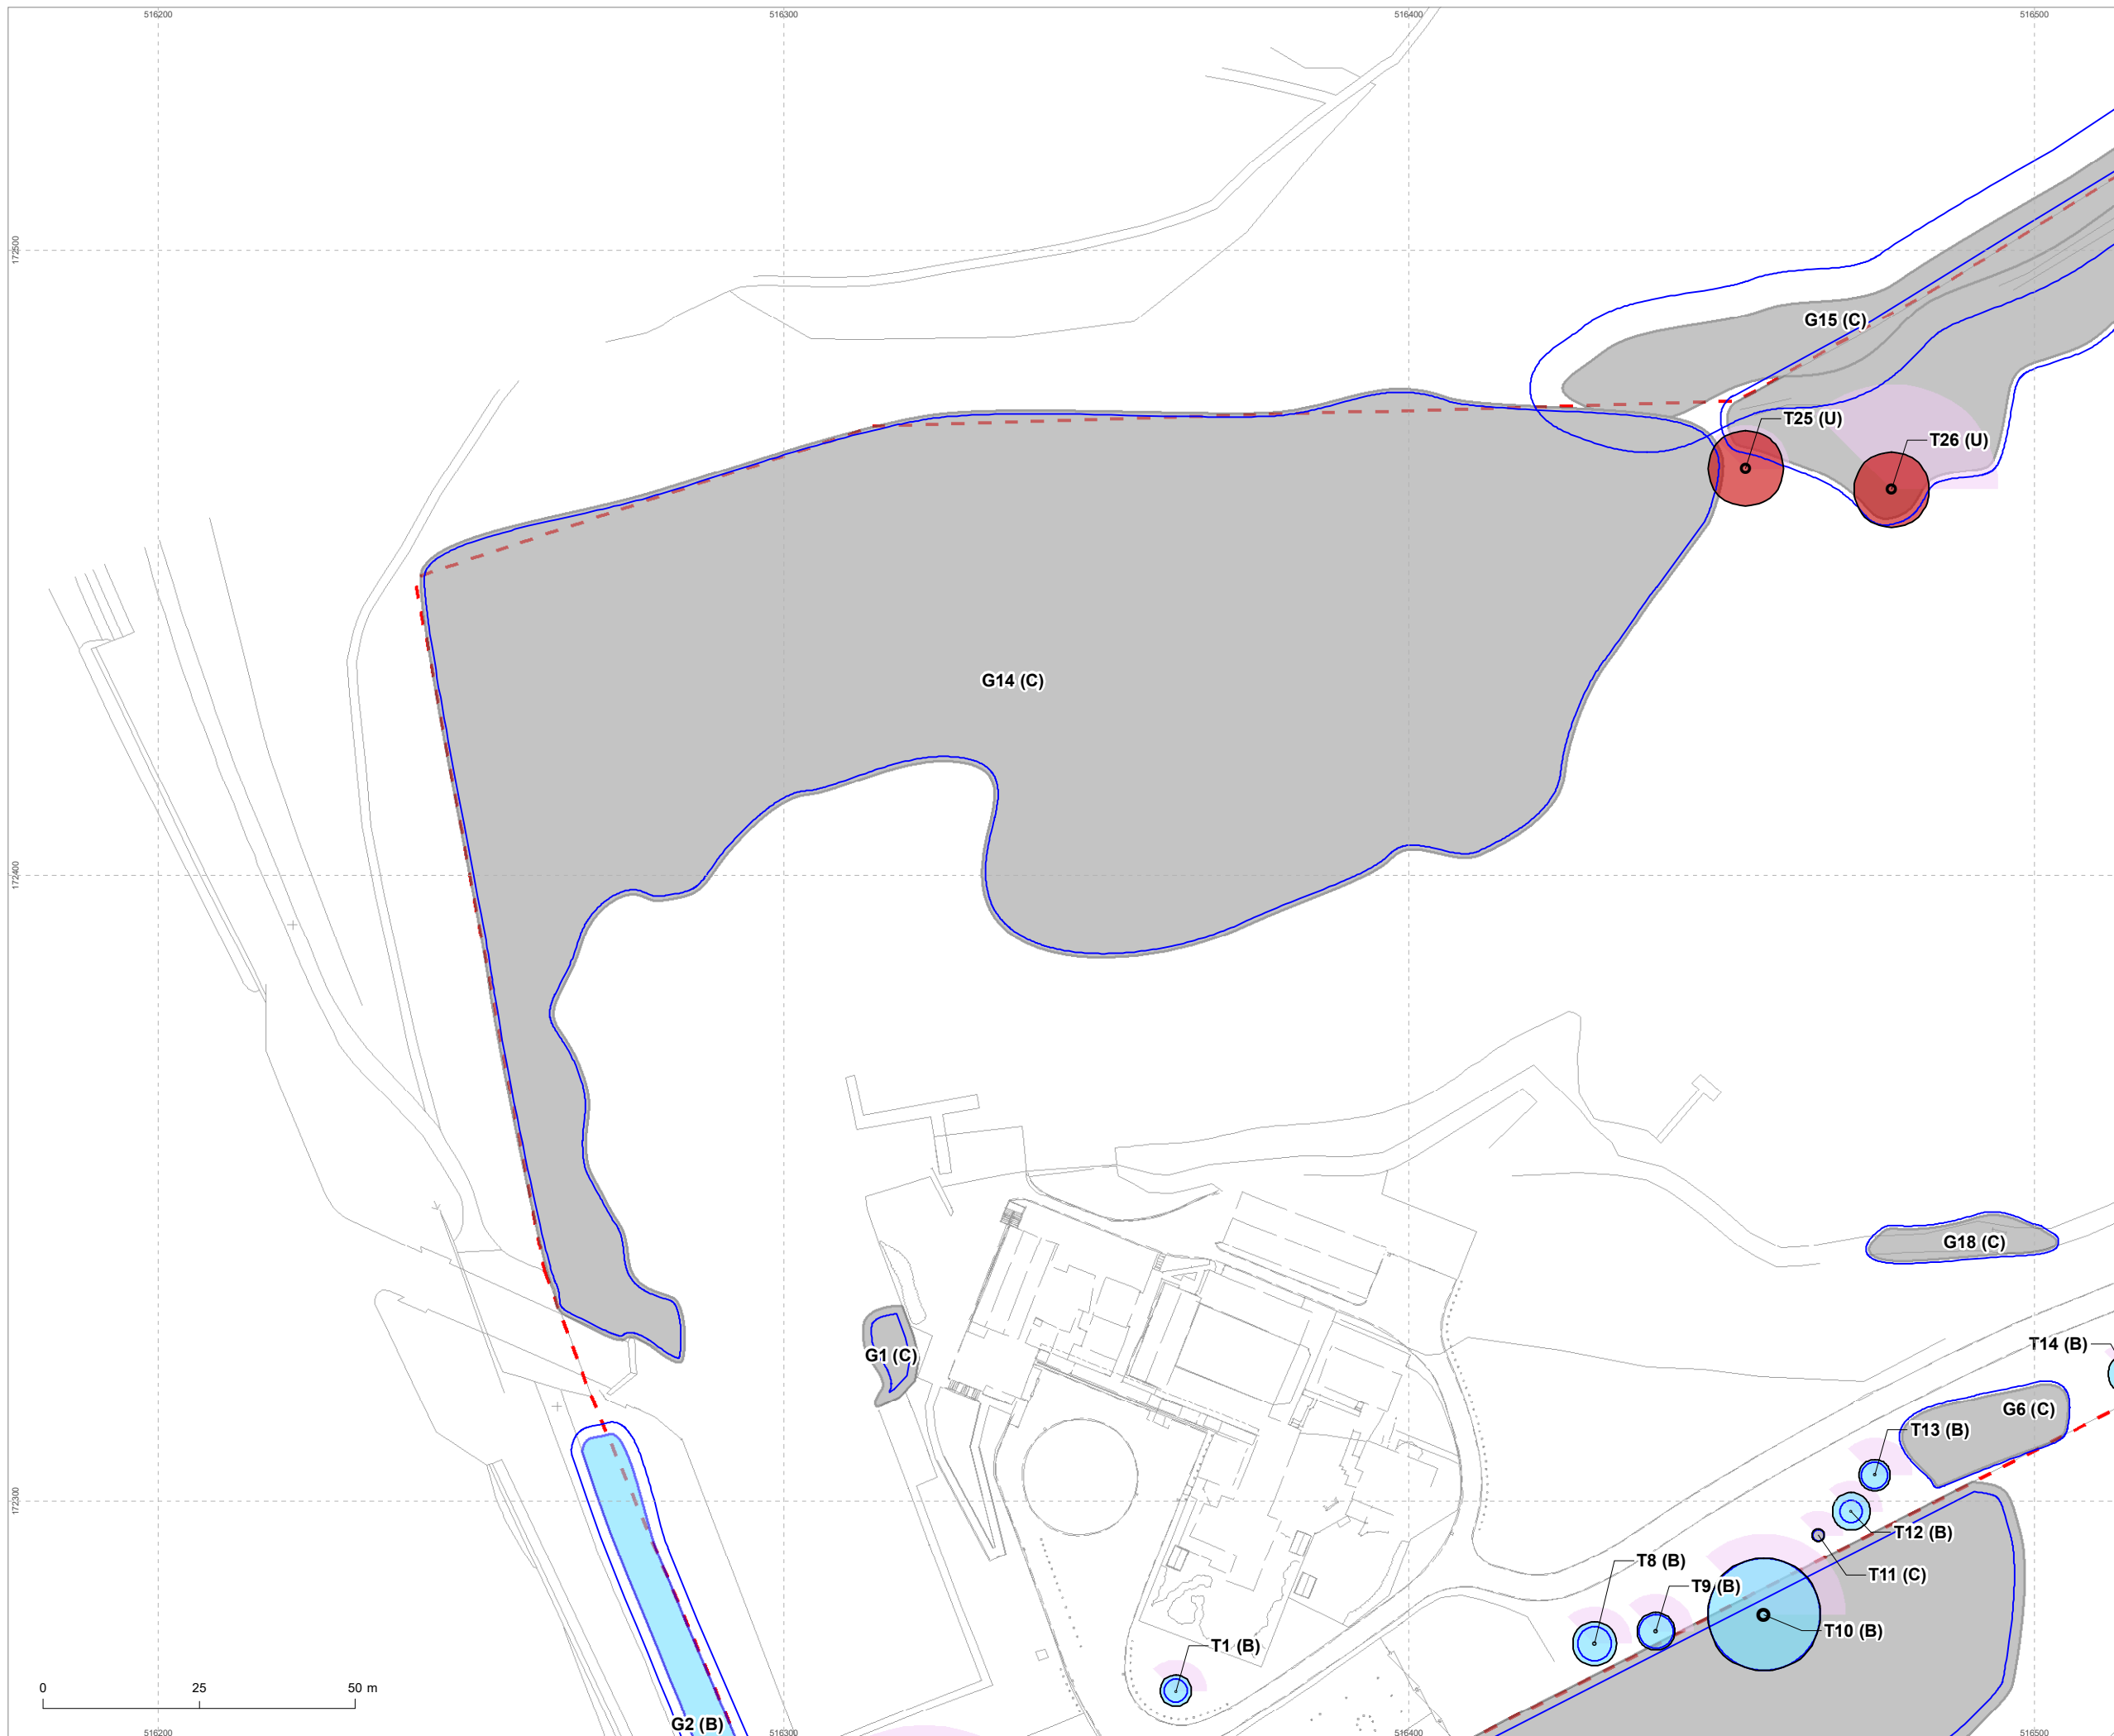 516200
516300
516400
516500
172500
G15 (C)
T25 (U)
T26 (U)
G14 (C)
172400
G18 (C)
G1 (C)
T14 (B)
G6 (C)
T13 (B)
172300
T12 (B)
T8 (B)
T11 (C)
T9 (B)
T10 (B)
T1 (B)
0 25 50 m
G2 (B)
516200
516300
516400
516500